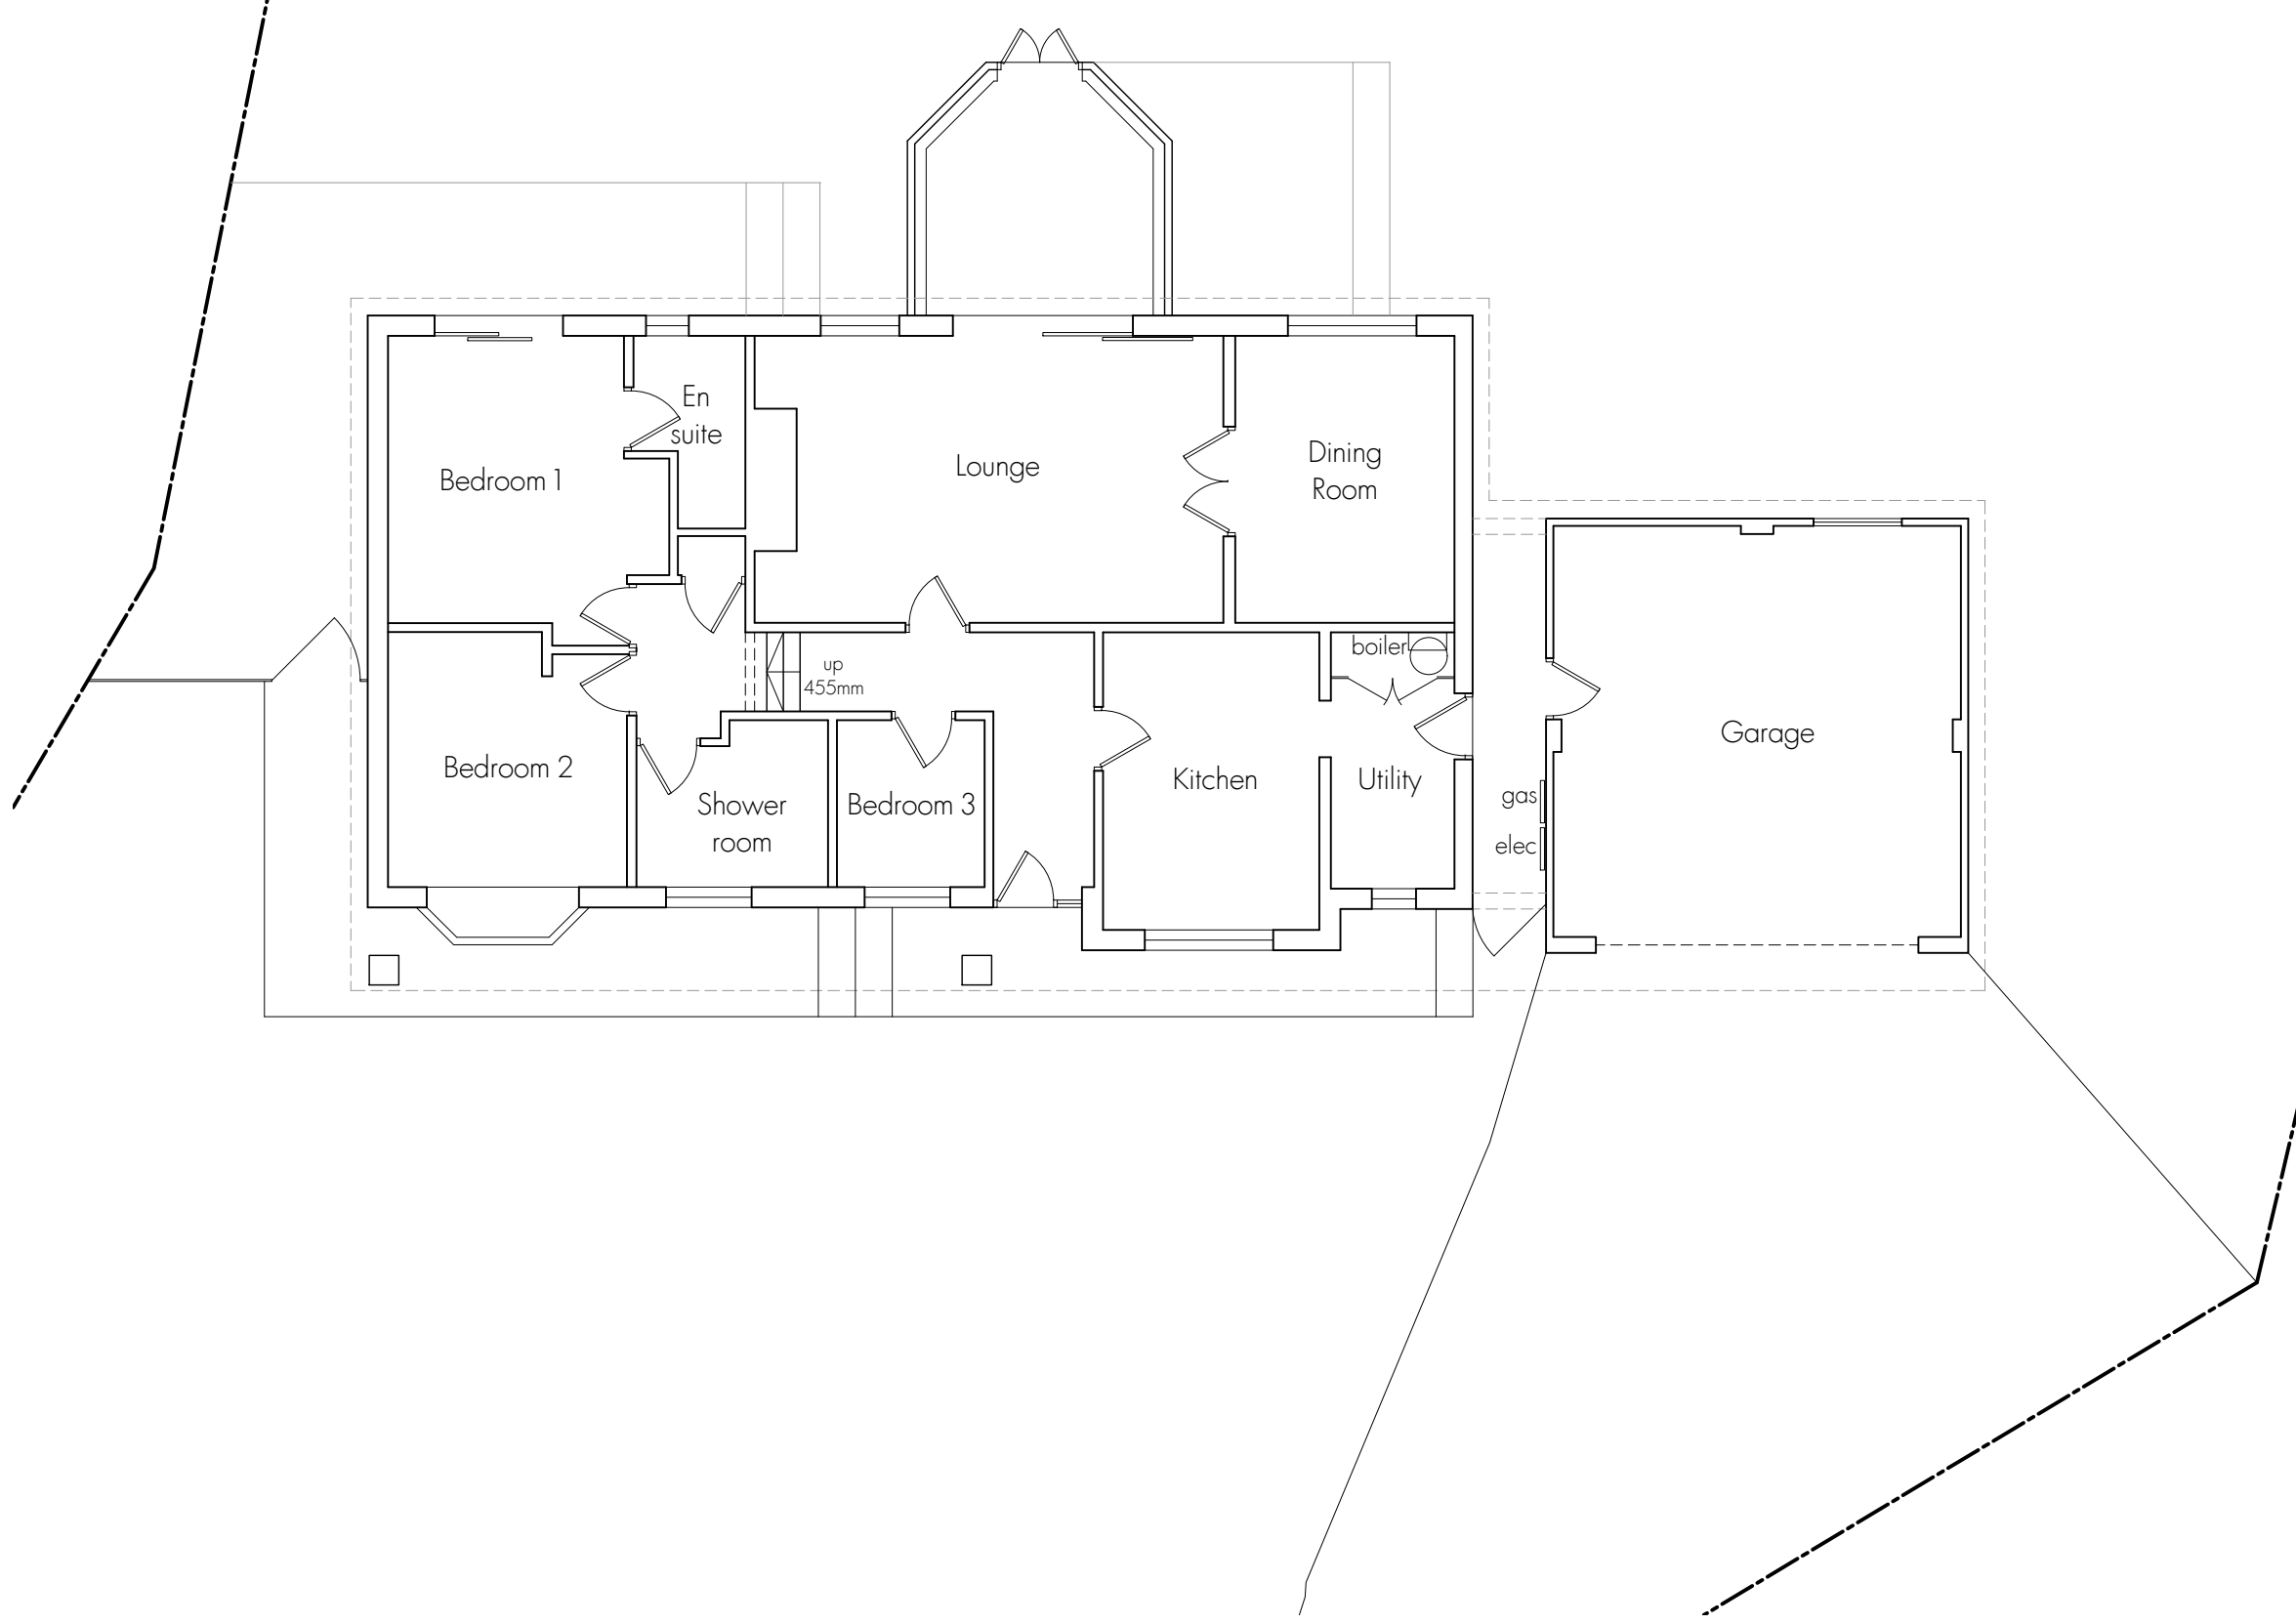 En
suite
Bedroom 1
Lounge
Dining
Room
boiler
up
455mm
Bedroom 2
Shower
room
Bedroom 3
Kitchen
Utility
gas
elec
Garage